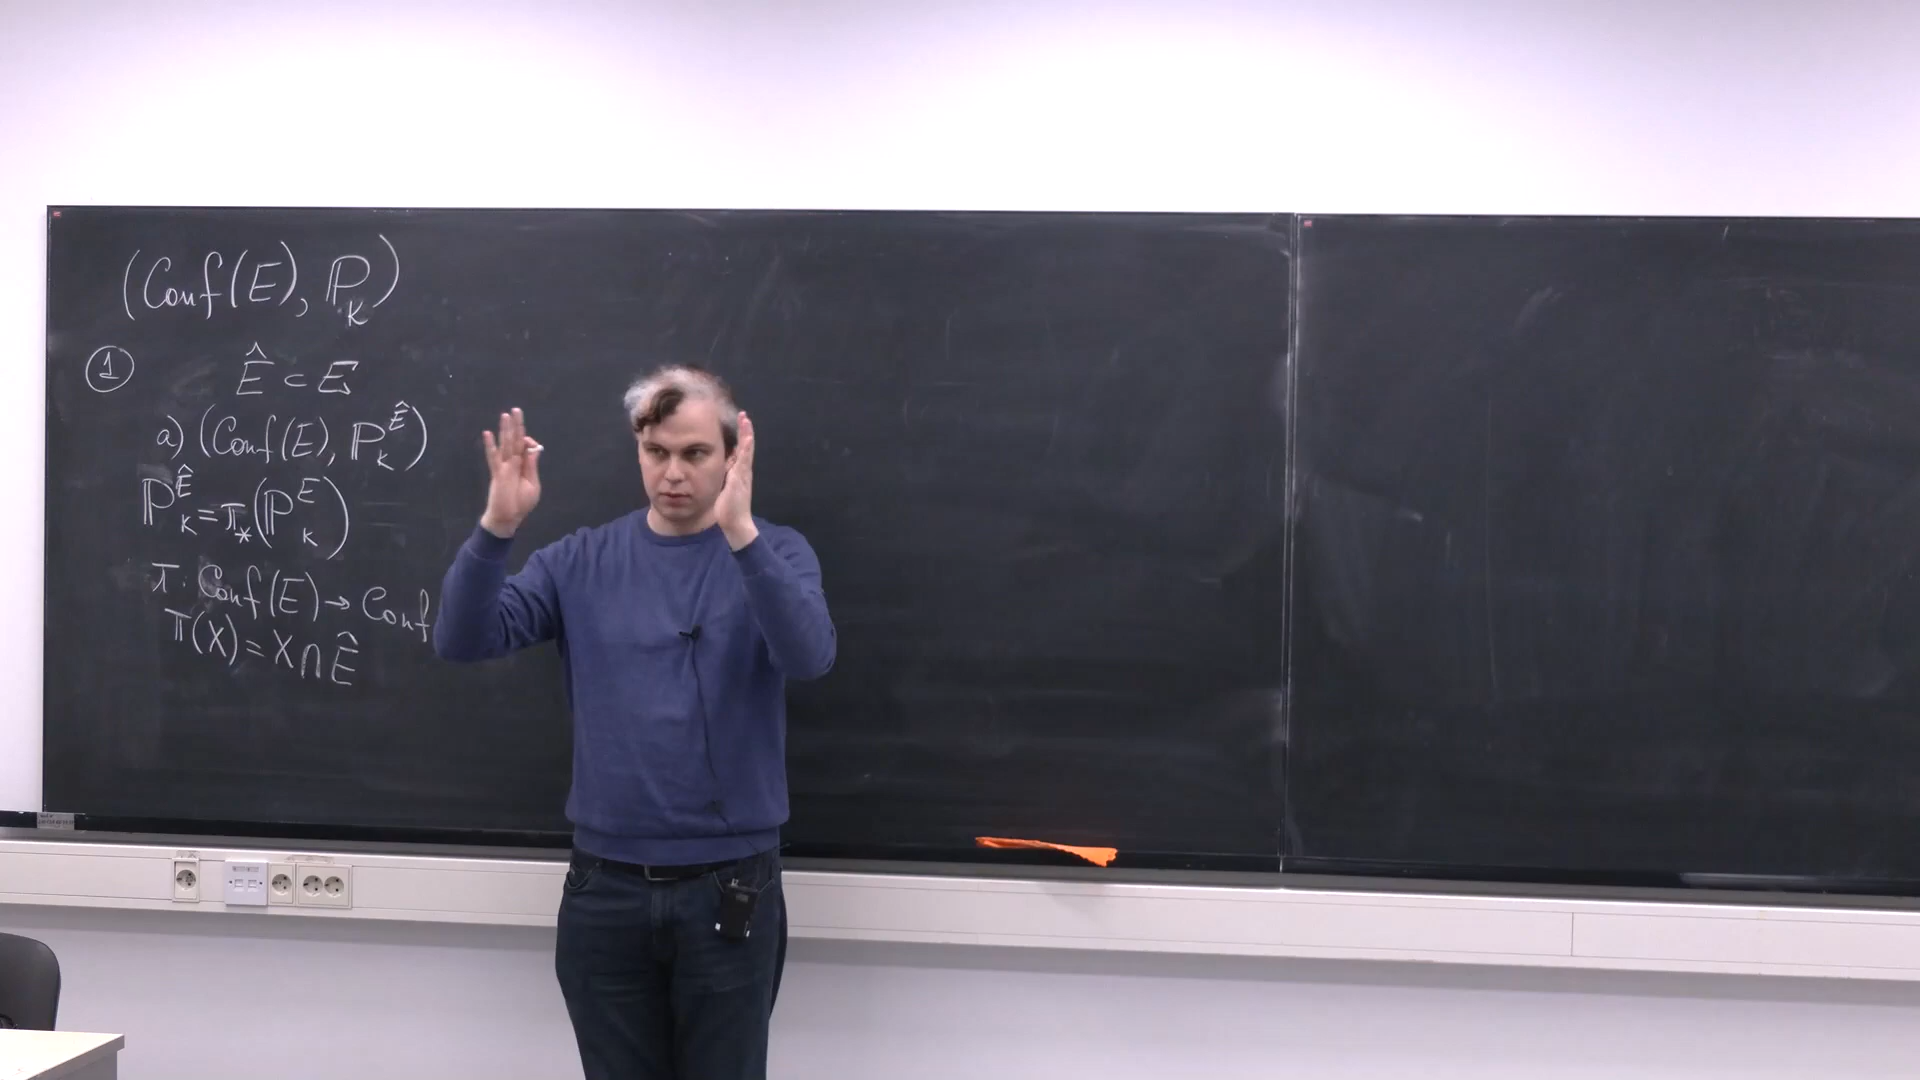 (Conf(E), ℙ_K)
① Ê ⊂ E
a) (Conf(E), ℙ_K^Ê)
ℙ_K^Ê = π_*(ℙ_K^E)
π: Conf(E) → Conf
π(X) = X ∩ Ê